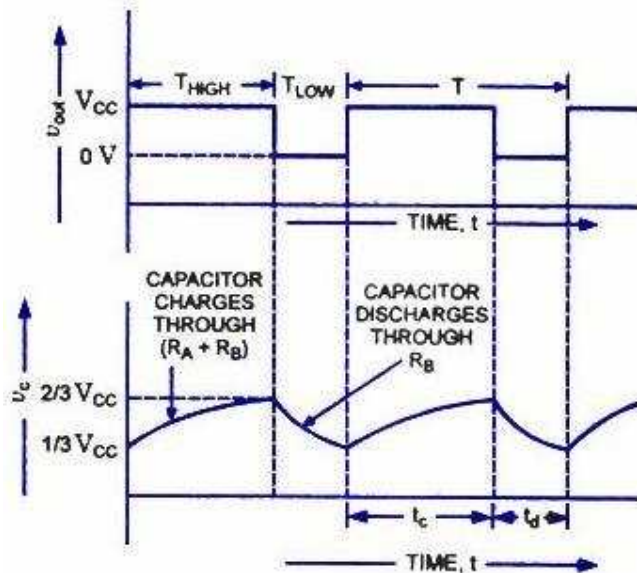 T_HIGH T_LOW T
V_CC
v_out
0 V
TIME, t
CAPACITOR
CHARGES
THROUGH
(R_A + R_B)
CAPACITOR
DISCHARGES
THROUGH
R_B
v_c
2/3 V_CC
1/3 V_CC
t_c t_d
TIME, t